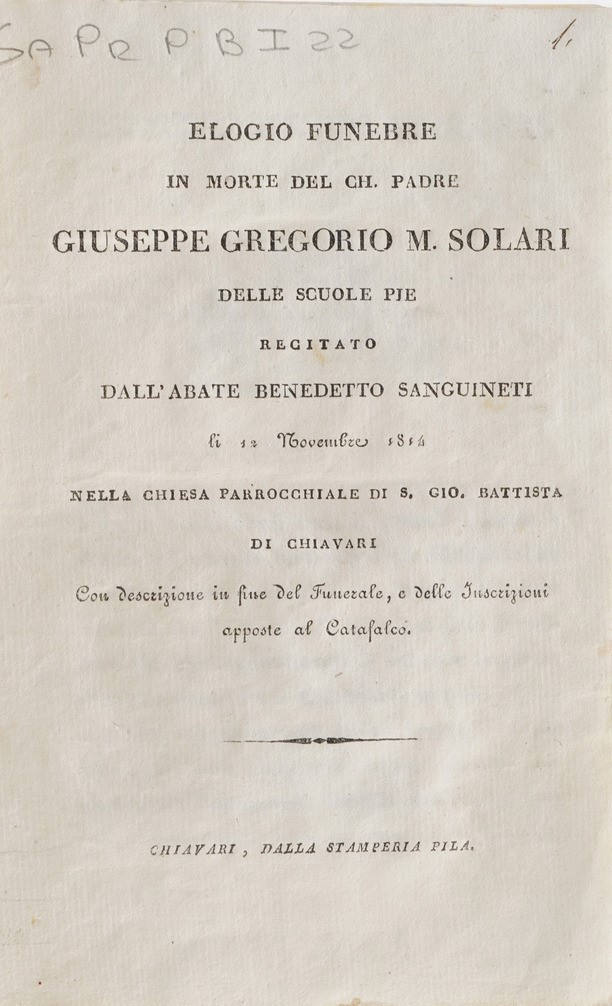 SA PR P B I 22
1.
ELOGIO FUNEBRE
IN MORTE DEL CH. PADRE
GIUSEPPE GREGORIO M. SOLARI
DELLE SCUOLE PIE
RECITATO
DALL'ABATE BENEDETTO SANGUINETI
li 12 Novembre 1814
NELLA CHIESA PARROCCHIALE DI S. GIO. BATTISTA
DI CHIAVARI
Con descrizione in fine del Funerale, e delle Inscrizioni
apposte al Catafalco.
CHIAVARI, DALLA STAMPERIA PILA.